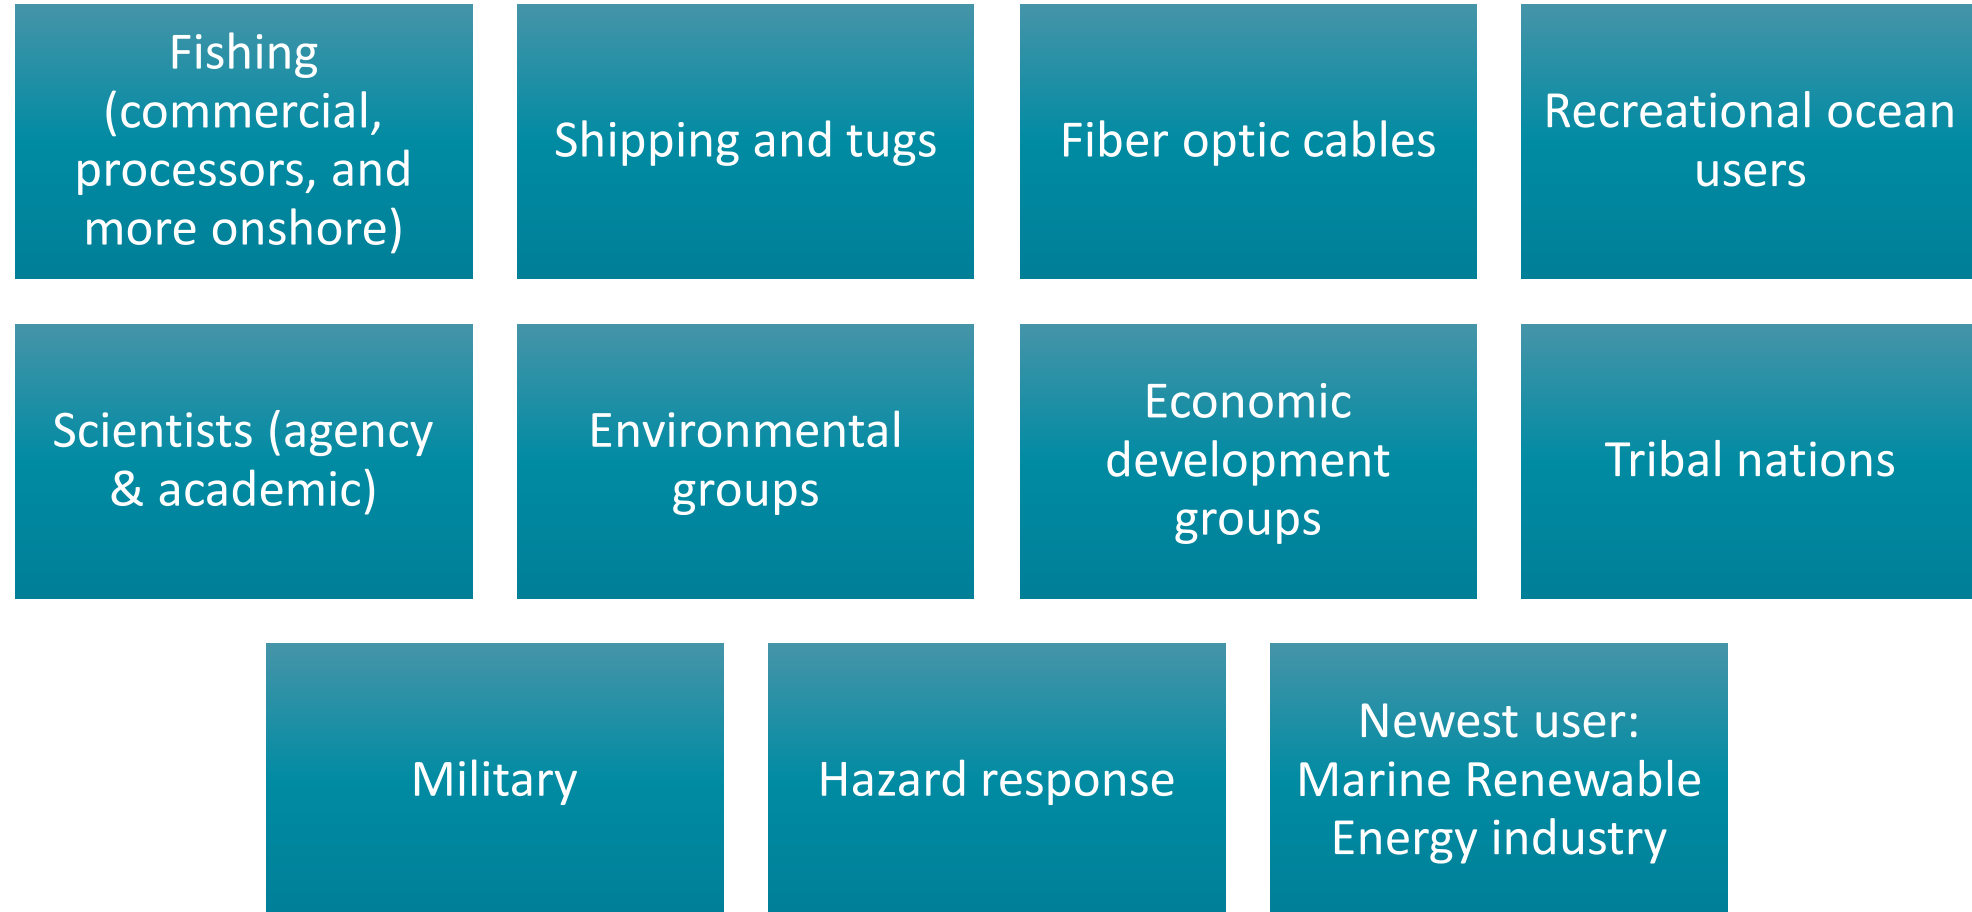 Fishing
(commercial,
processors, and
more onshore)
Shipping and tugs
Fiber optic cables
Recreational ocean
users
Scientists (agency
& academic)
Environmental
groups
Economic
development
groups
Tribal nations
Military
Hazard response
Newest user:
Marine Renewable
Energy industry